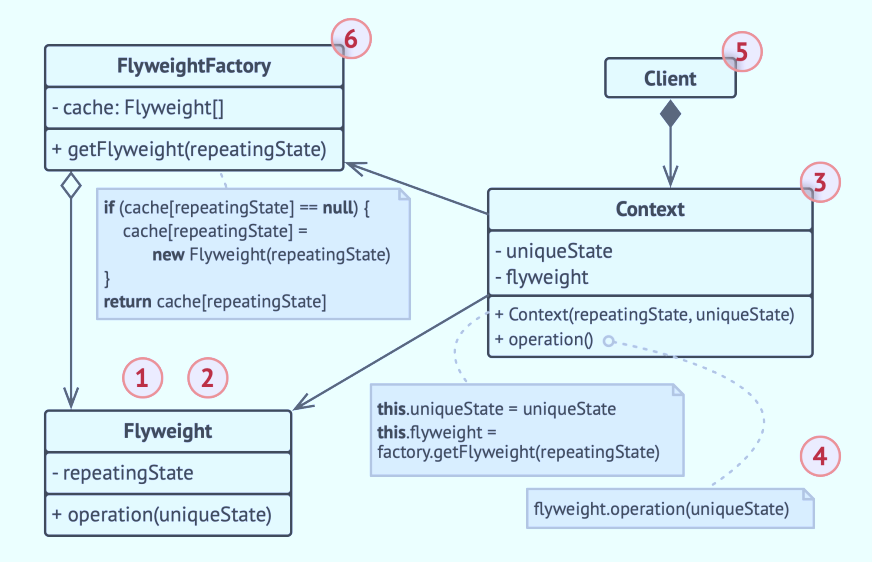 6
FlyweightFactory
- cache: Flyweight[]
+ getFlyweight(repeatingState)
if (cache[repeatingState] == null) {
cache[repeatingState] =
new Flyweight(repeatingState)
}
return cache[repeatingState]
5
Client
3
Context
- uniqueState
- flyweight
+ Context(repeatingState, uniqueState)
+ operation()
this.uniqueState = uniqueState
this.flyweight =
factory.getFlyweight(repeatingState)
4
flyweight.operation(uniqueState)
1
2
Flyweight
- repeatingState
+ operation(uniqueState)